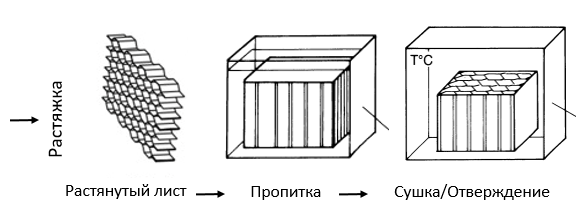 Растяжка
T°C
Растянутый лист
Пропитка
Сушка/Отверждение